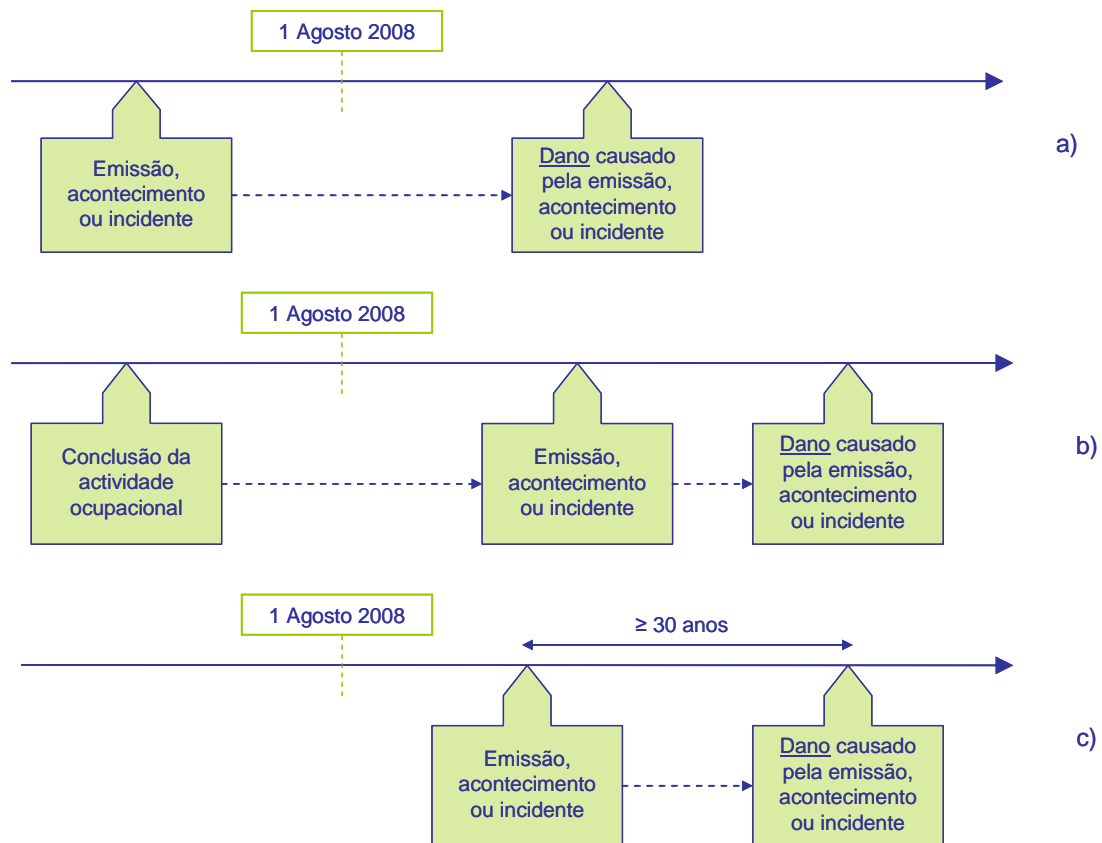 1 Agosto 2008
Emissão,
acontecimento
ou incidente
Dano causado
pela emissão,
acontecimento
ou incidente
a)
1 Agosto 2008
Conclusão da
actividade
ocupacional
Emissão,
acontecimento
ou incidente
Dano causado
pela emissão,
acontecimento
ou incidente
b)
1 Agosto 2008
≥ 30 anos
Emissão,
acontecimento
ou incidente
Dano causado
pela emissão,
acontecimento
ou incidente
c)